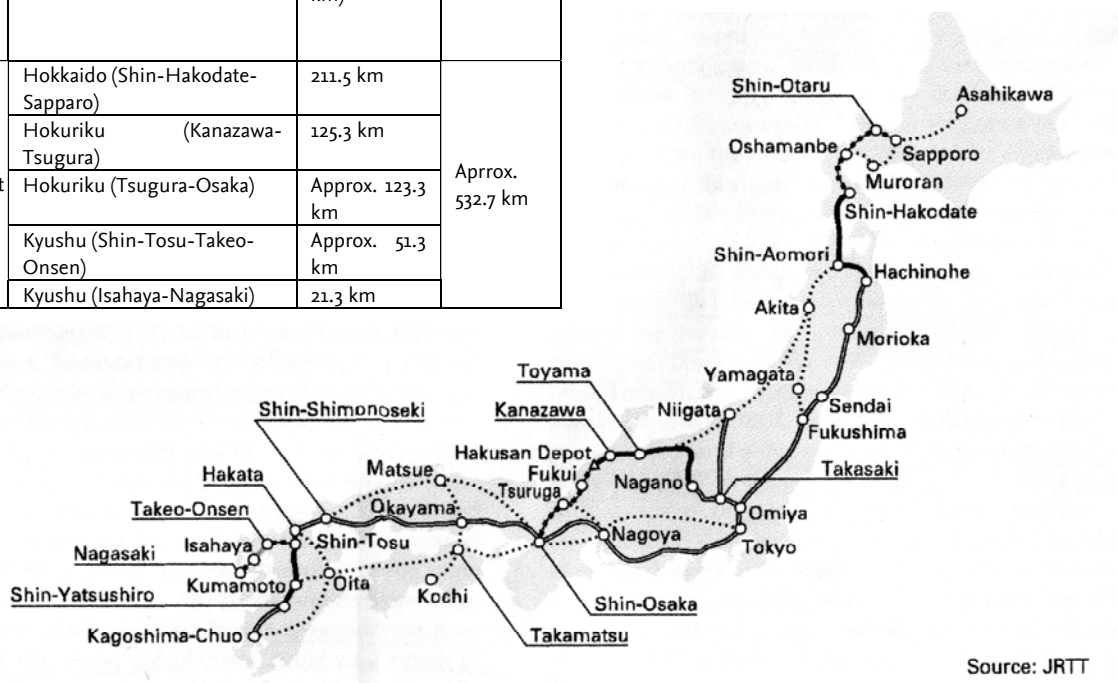 km)
Hokkaido (Shin-Hakodate-
Sapporo)
211.5 km
Hokuriku (Kanazawa-
Tsugura)
125.3 km
t
Hokuriku (Tsugura-Osaka)
Approx. 123.3
km
Kyushu (Shin-Tosu-Takeo-
Onsen)
Approx. 51.3
km
Kyushu (Isahaya-Nagasaki)
21.3 km
Aprrox.
532.7 km
Shin-Otaru
Asahikawa
Oshamanbe
Sapporo
Muroran
Shin-Hakodate
Shin-Aomori
Hachinohe
Akita
Morioka
Toyama
Yamagata
Shin-Shimonoseki
Kanazawa
Niigata
Sendai
Fukushima
Hakusan Depot
Hakata
Matsue
Fukui
Nagano
Takasaki
Tsuruga
Takeo-Onsen
Okayama
Omiya
Nagasaki
Isahaya
Shin-Tosu
Nagoya
Tokyo
Kumamoto
Oita
Kochi
Shin-Yatsushiro
Shin-Osaka
Kagoshima-Chuo
Takamatsu
Source: JRTT